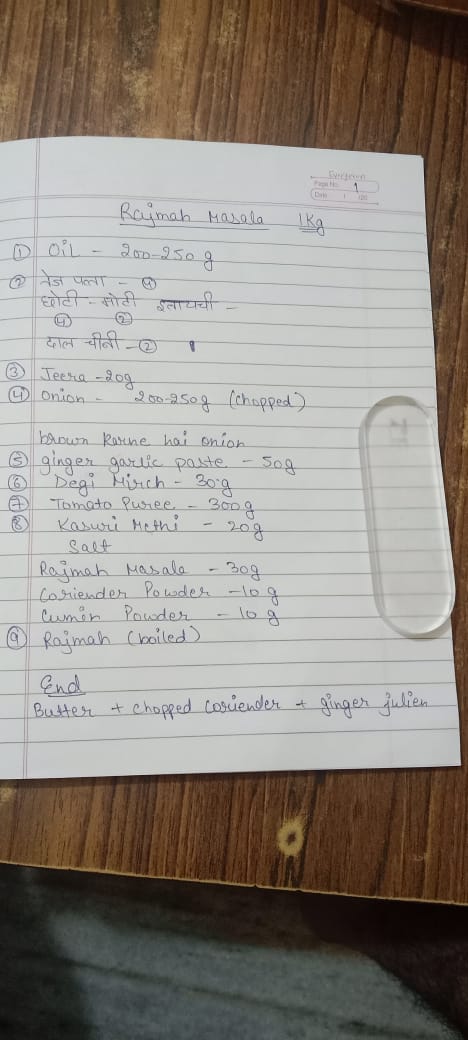 Evergreen
Page No. 1
Date / /20
Rajmah Masala 1Kg
① OiL - 200-250g
② तेज पत्ता - ④
छोटी - मोटी इलायची -
④ ②
दाल चीनी - ②
③ Jeera - 20g
④ onion - 200-250g (chopped)
brown karne hai onion
⑤ ginger garlic paste - 50g
⑥ Degi Mirch - 30g
⑦ Tomato Puree - 300g
⑧ Kasuri Methi - 20g
Salt
Rajmah Masala - 30g
Coriender Powder - 10 g
Cumin Powder - 10 g
⑨ Rajmah (boiled)
End
Butter + chopped coriender + ginger julien